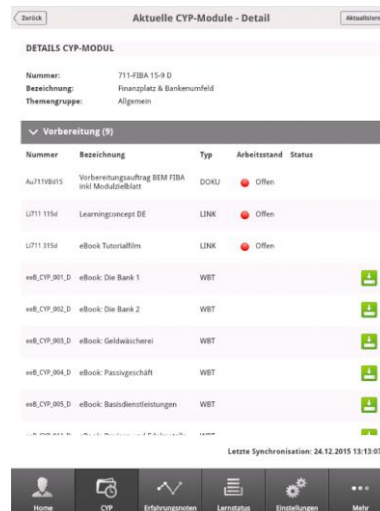 Zurück
Aktuelle CYP-Module - Detail
Aktualisiere
DETAILS CYP-MODUL
Nummer: 711-FIBA 15-9 D
Bezeichnung: Finanzplatz & Bankenumfeld
Themengruppe: Allgemein
Vorbereitung (9)
Nummer Bezeichnung Typ Arbeitsstand Status
Au711VBd15 Vorbereitungsauftrag BEM FIBA inkl Modulzielblatt DOKU Offen
Li711 115d Learningconcept DE LINK Offen
Li711 315d eBook Tutorialfilm LINK Offen
eeB_CYP_001_D eBook: Die Bank 1 WBT
eeB_CYP_002_D eBook: Die Bank 2 WBT
eeB_CYP_003_D eBook: Geldwäscherei WBT
eeB_CYP_004_D eBook: Passivgeschäft WBT
eeB_CYP_005_D eBook: Basisdienstleistungen WBT
Letzte Synchronisation: 24.12.2015 13:13:07
Home CYP Erfahrungsnoten Lernstatus Einstellungen Mehr